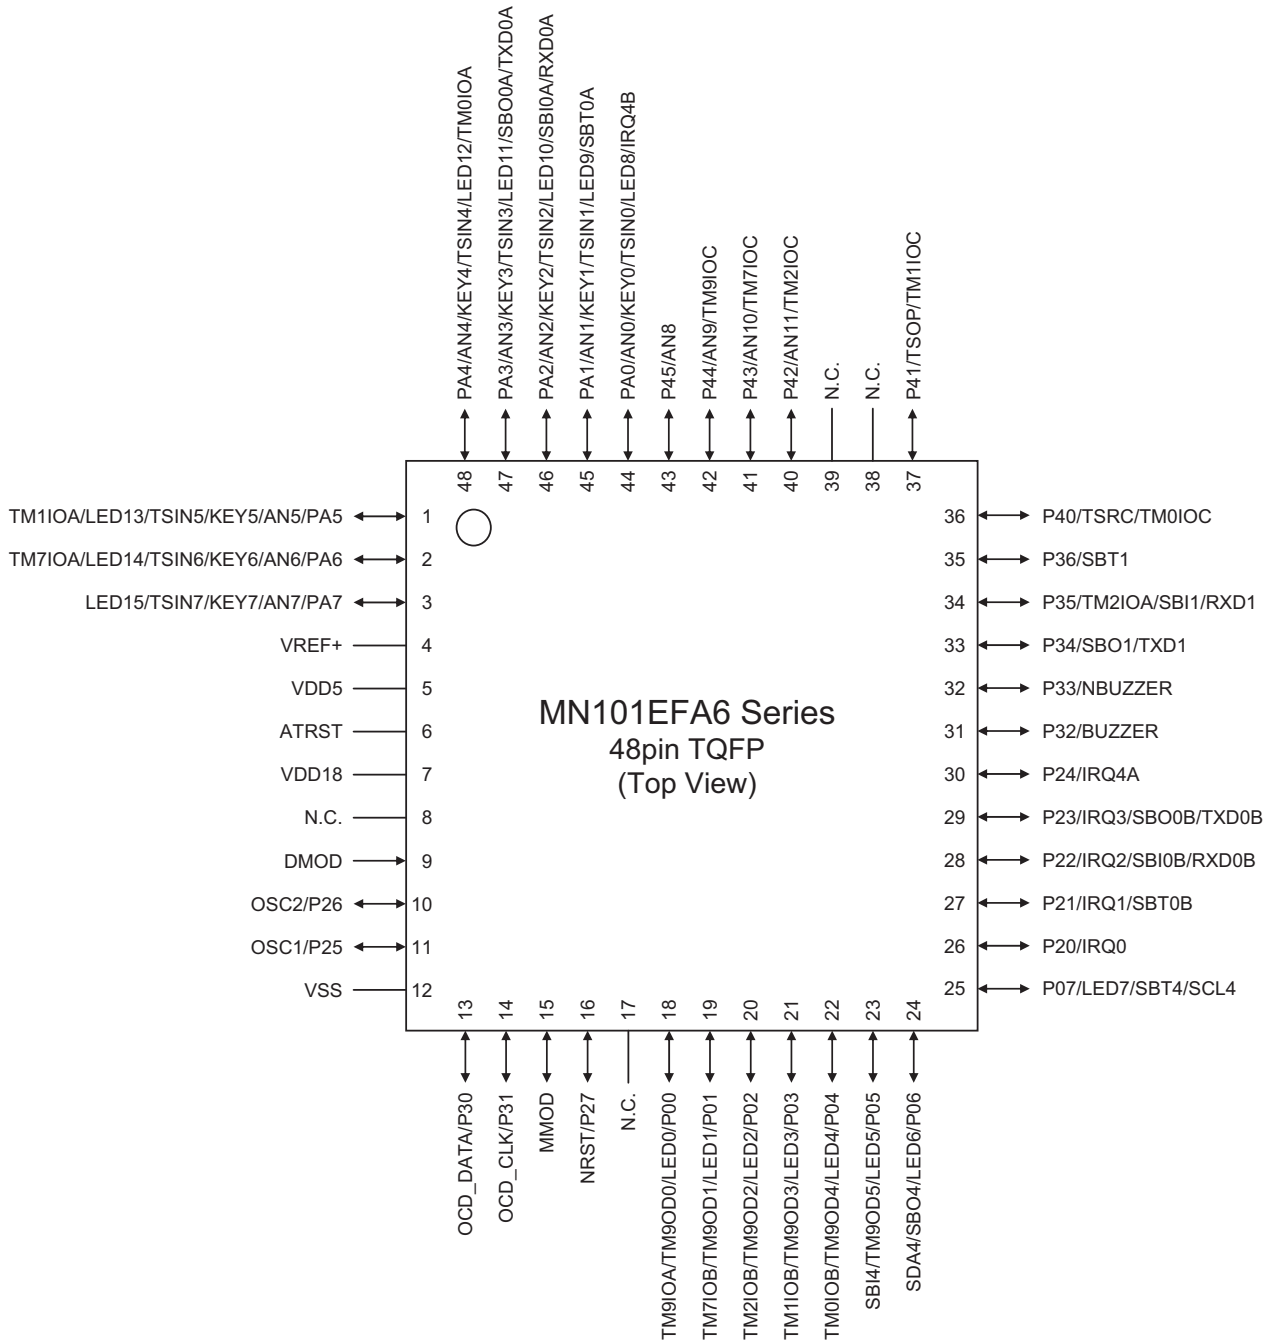 PA4/AN4/KEY4/TSIN4/LED12/TM0IOA
PA3/AN3/KEY3/TSIN3/LED11/SBO0A/TXD0A
PA2/AN2/KEY2/TSIN2/LED10/SBI0A/RXD0A
PA1/AN1/KEY1/TSIN1/LED9/SBT0A
PA0/AN0/KEY0/TSIN0/LED8/IRQ4B
P45/AN8
P44/AN9/TM9IOC
P43/AN10/TM7IOC
P42/AN11/TM2IOC
N.C.
N.C.
P41/TSOP/TM1IOC
48
47
46
45
44
43
42
41
40
39
38
37
TM1IOA/LED13/TSIN5/KEY5/AN5/PA5
1
TM7IOA/LED14/TSIN6/KEY6/AN6/PA6
2
LED15/TSIN7/KEY7/AN7/PA7
3
VREF+
4
VDD5
5
ATRST
6
VDD18
7
N.C.
8
DMOD
9
OSC2/P26
10
OSC1/P25
11
VSS
12
MN101EFA6 Series
48pin TQFP
(Top View)
36
P40/TSRC/TM0IOC
35
P36/SBT1
34
P35/TM2IOA/SBI1/RXD1
33
P34/SBO1/TXD1
32
P33/NBUZZER
31
P32/BUZZER
30
P24/IRQ4A
29
P23/IRQ3/SBO0B/TXD0B
28
P22/IRQ2/SBI0B/RXD0B
27
P21/IRQ1/SBT0B
26
P20/IRQ0
25
P07/LED7/SBT4/SCL4
13
14
15
16
17
18
19
20
21
22
23
24
OCD_DATA/P30
OCD_CLK/P31
MMOD
NRST/P27
N.C.
TM9IOA/TM9OD0/LED0/P00
TM7IOB/TM9OD1/LED1/P01
TM2IOB/TM9OD2/LED2/P02
TM1IOB/TM9OD3/LED3/P03
TM0IOB/TM9OD4/LED4/P04
SBI4/TM9OD5/LED5/P05
SDA4/SBO4/LED6/P06